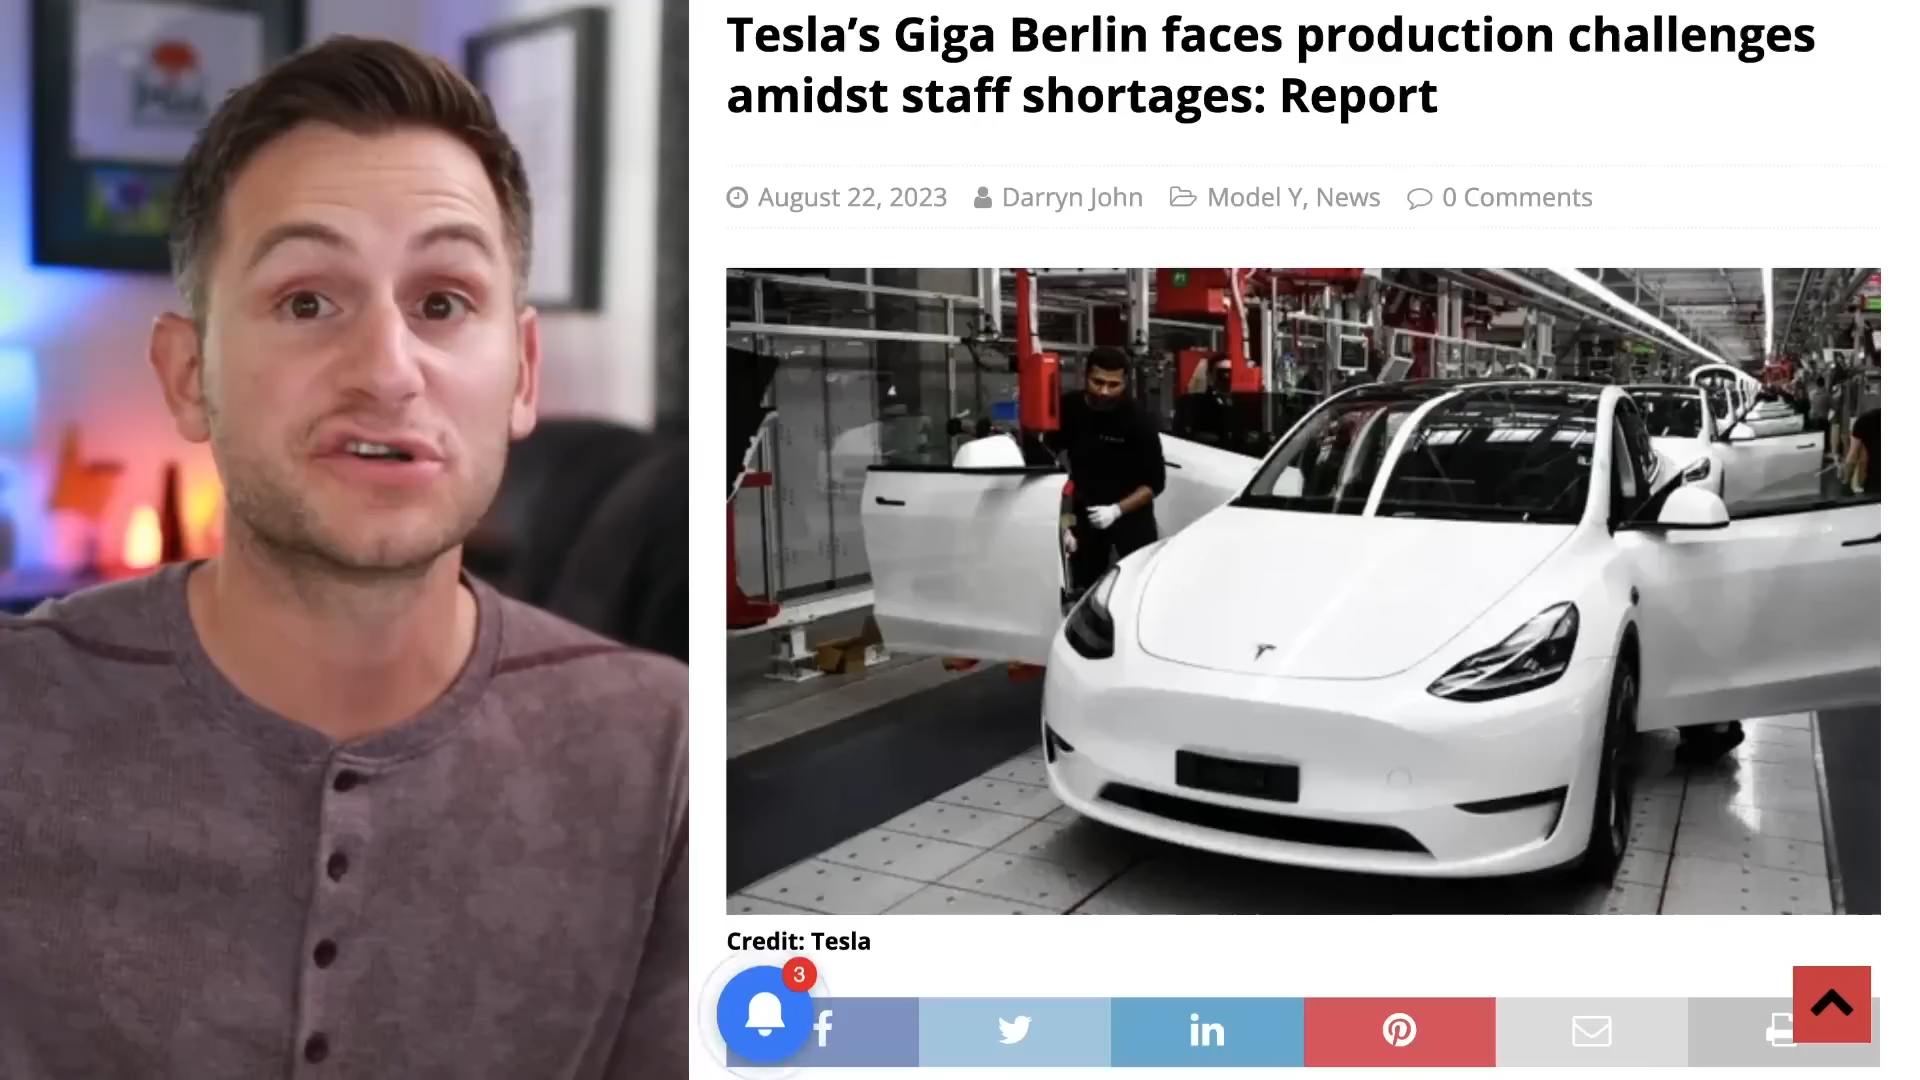 Tesla’s Giga Berlin faces production challenges
amidst staff shortages: Report
August 22, 2023 Darryn John Model Y, News 0 Comments
Credit: Tesla
3